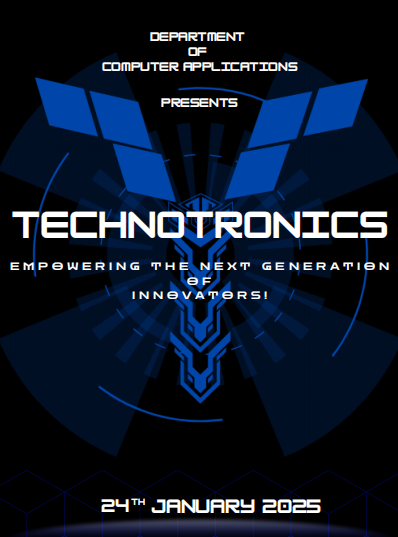 DEPARTMENT
OF
COMPUTER APPLICATIONS
PRESENTS
TECHNOTRONICS
EMPOWERING THE NEXT GENERATION
OF
INNOVATORS!
24TH JANUARY 2025